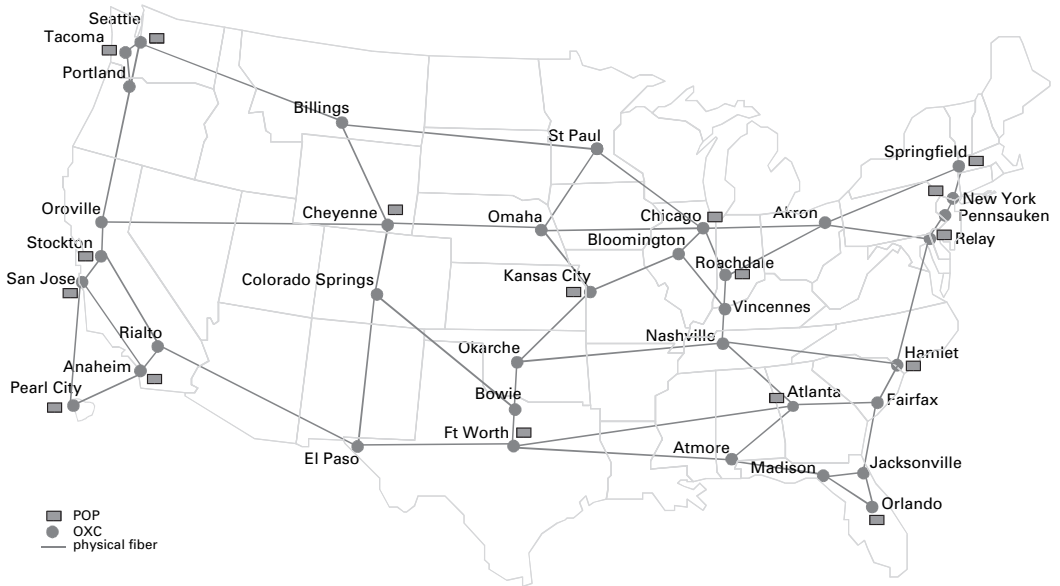 Seattle
Tacoma
Portland
Billings
St Paul
Springfield
New York
Oroville
Cheyenne
Omaha
Chicago
Akron
Pennsauken
Stockton
Bloomington
Relay
San Jose
Colorado Springs
Kansas City
Roachdale
Vincennes
Rialto
Nashville
Okarche
Hamlet
Anaheim
Pearl City
Bowie
Atlanta
Fairfax
Ft Worth
El Paso
Atmore
Madison
Jacksonville
Orlando
POP
OXC
physical fiber